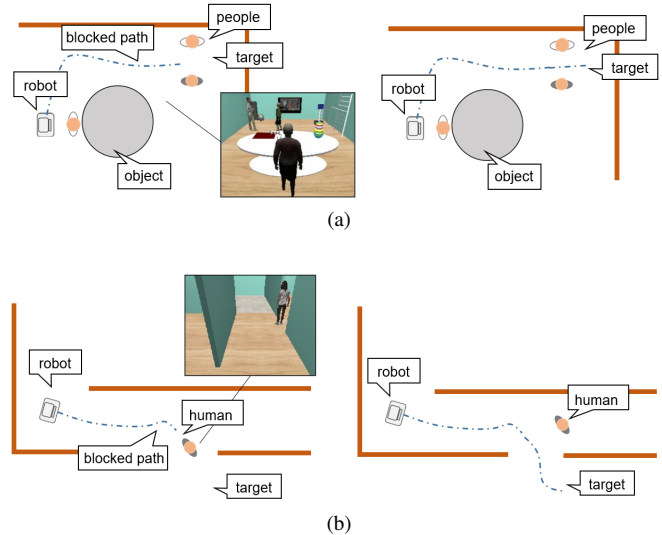 people
blocked path
target
robot
object
people
target
robot
object
(a)
robot
human
blocked path
target
robot
human
target
(b)